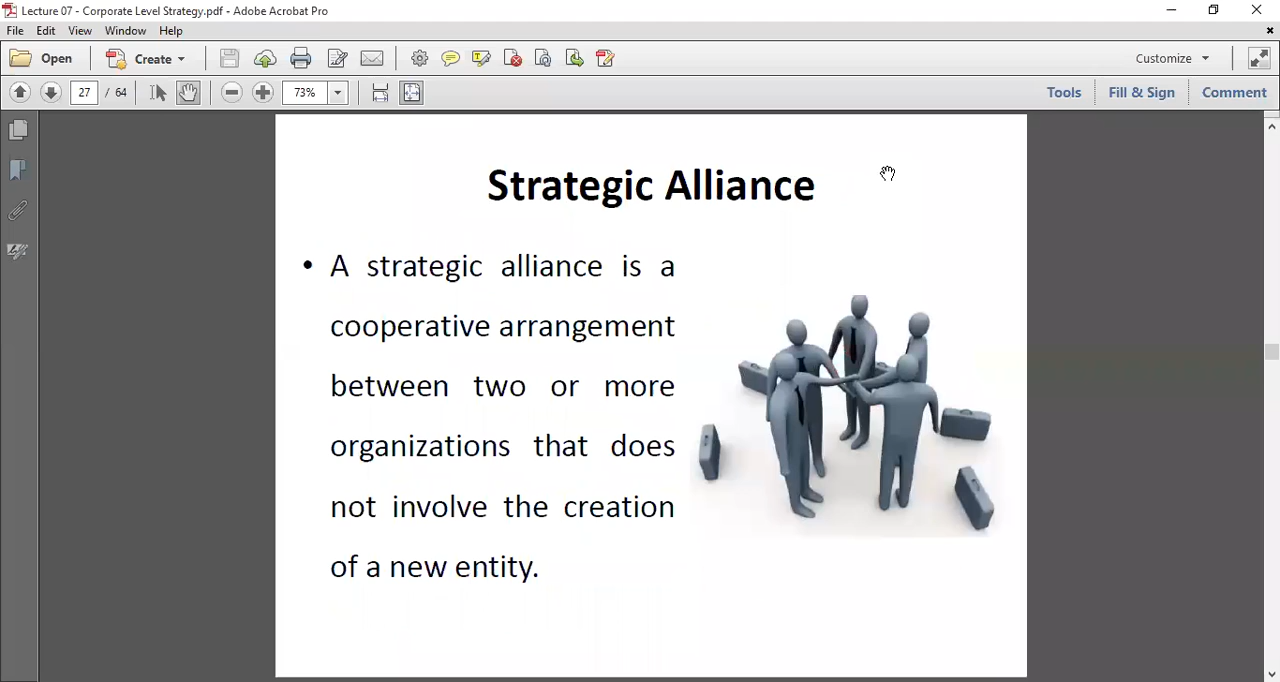 Lecture 07 - Corporate Level Strategy.pdf - Adobe Acrobat Pro
File Edit View Window Help
Open Create Customize
27 / 64 73% Tools Fill & Sign Comment
Strategic Alliance
• A strategic alliance is a
cooperative arrangement
between two or more
organizations that does
not involve the creation
of a new entity.